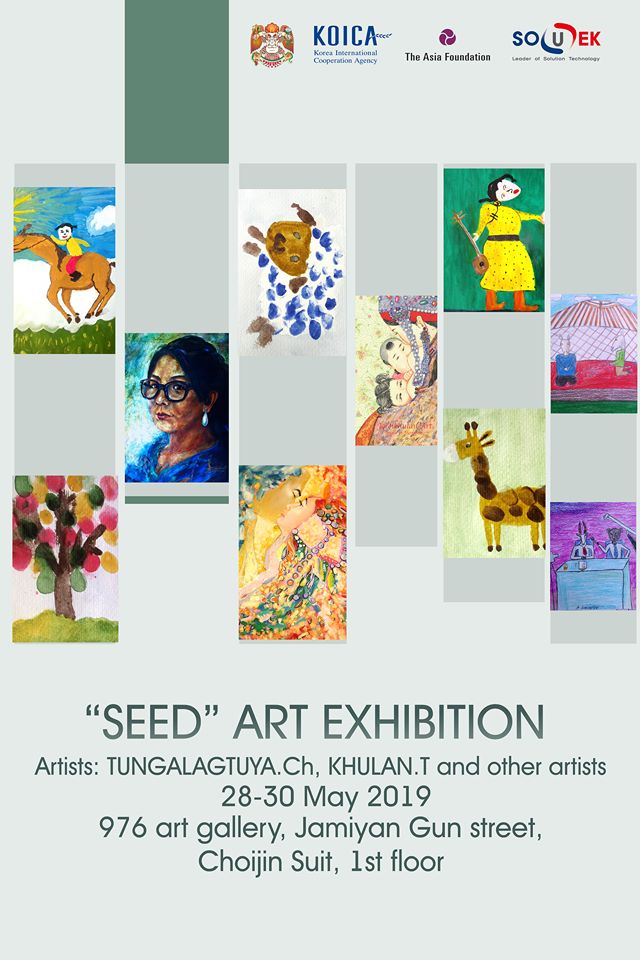 KOICA
Korea International
Cooperation Agency
The Asia Foundation
SOLUTEK
Leader of Solution Technology
“SEED” ART EXHIBITION
Artists: TUNGALAGTUYA.Ch, KHULAN.T and other artists
28-30 May 2019
976 art gallery, Jamiyan Gun street,
Choijin Suit, 1st floor